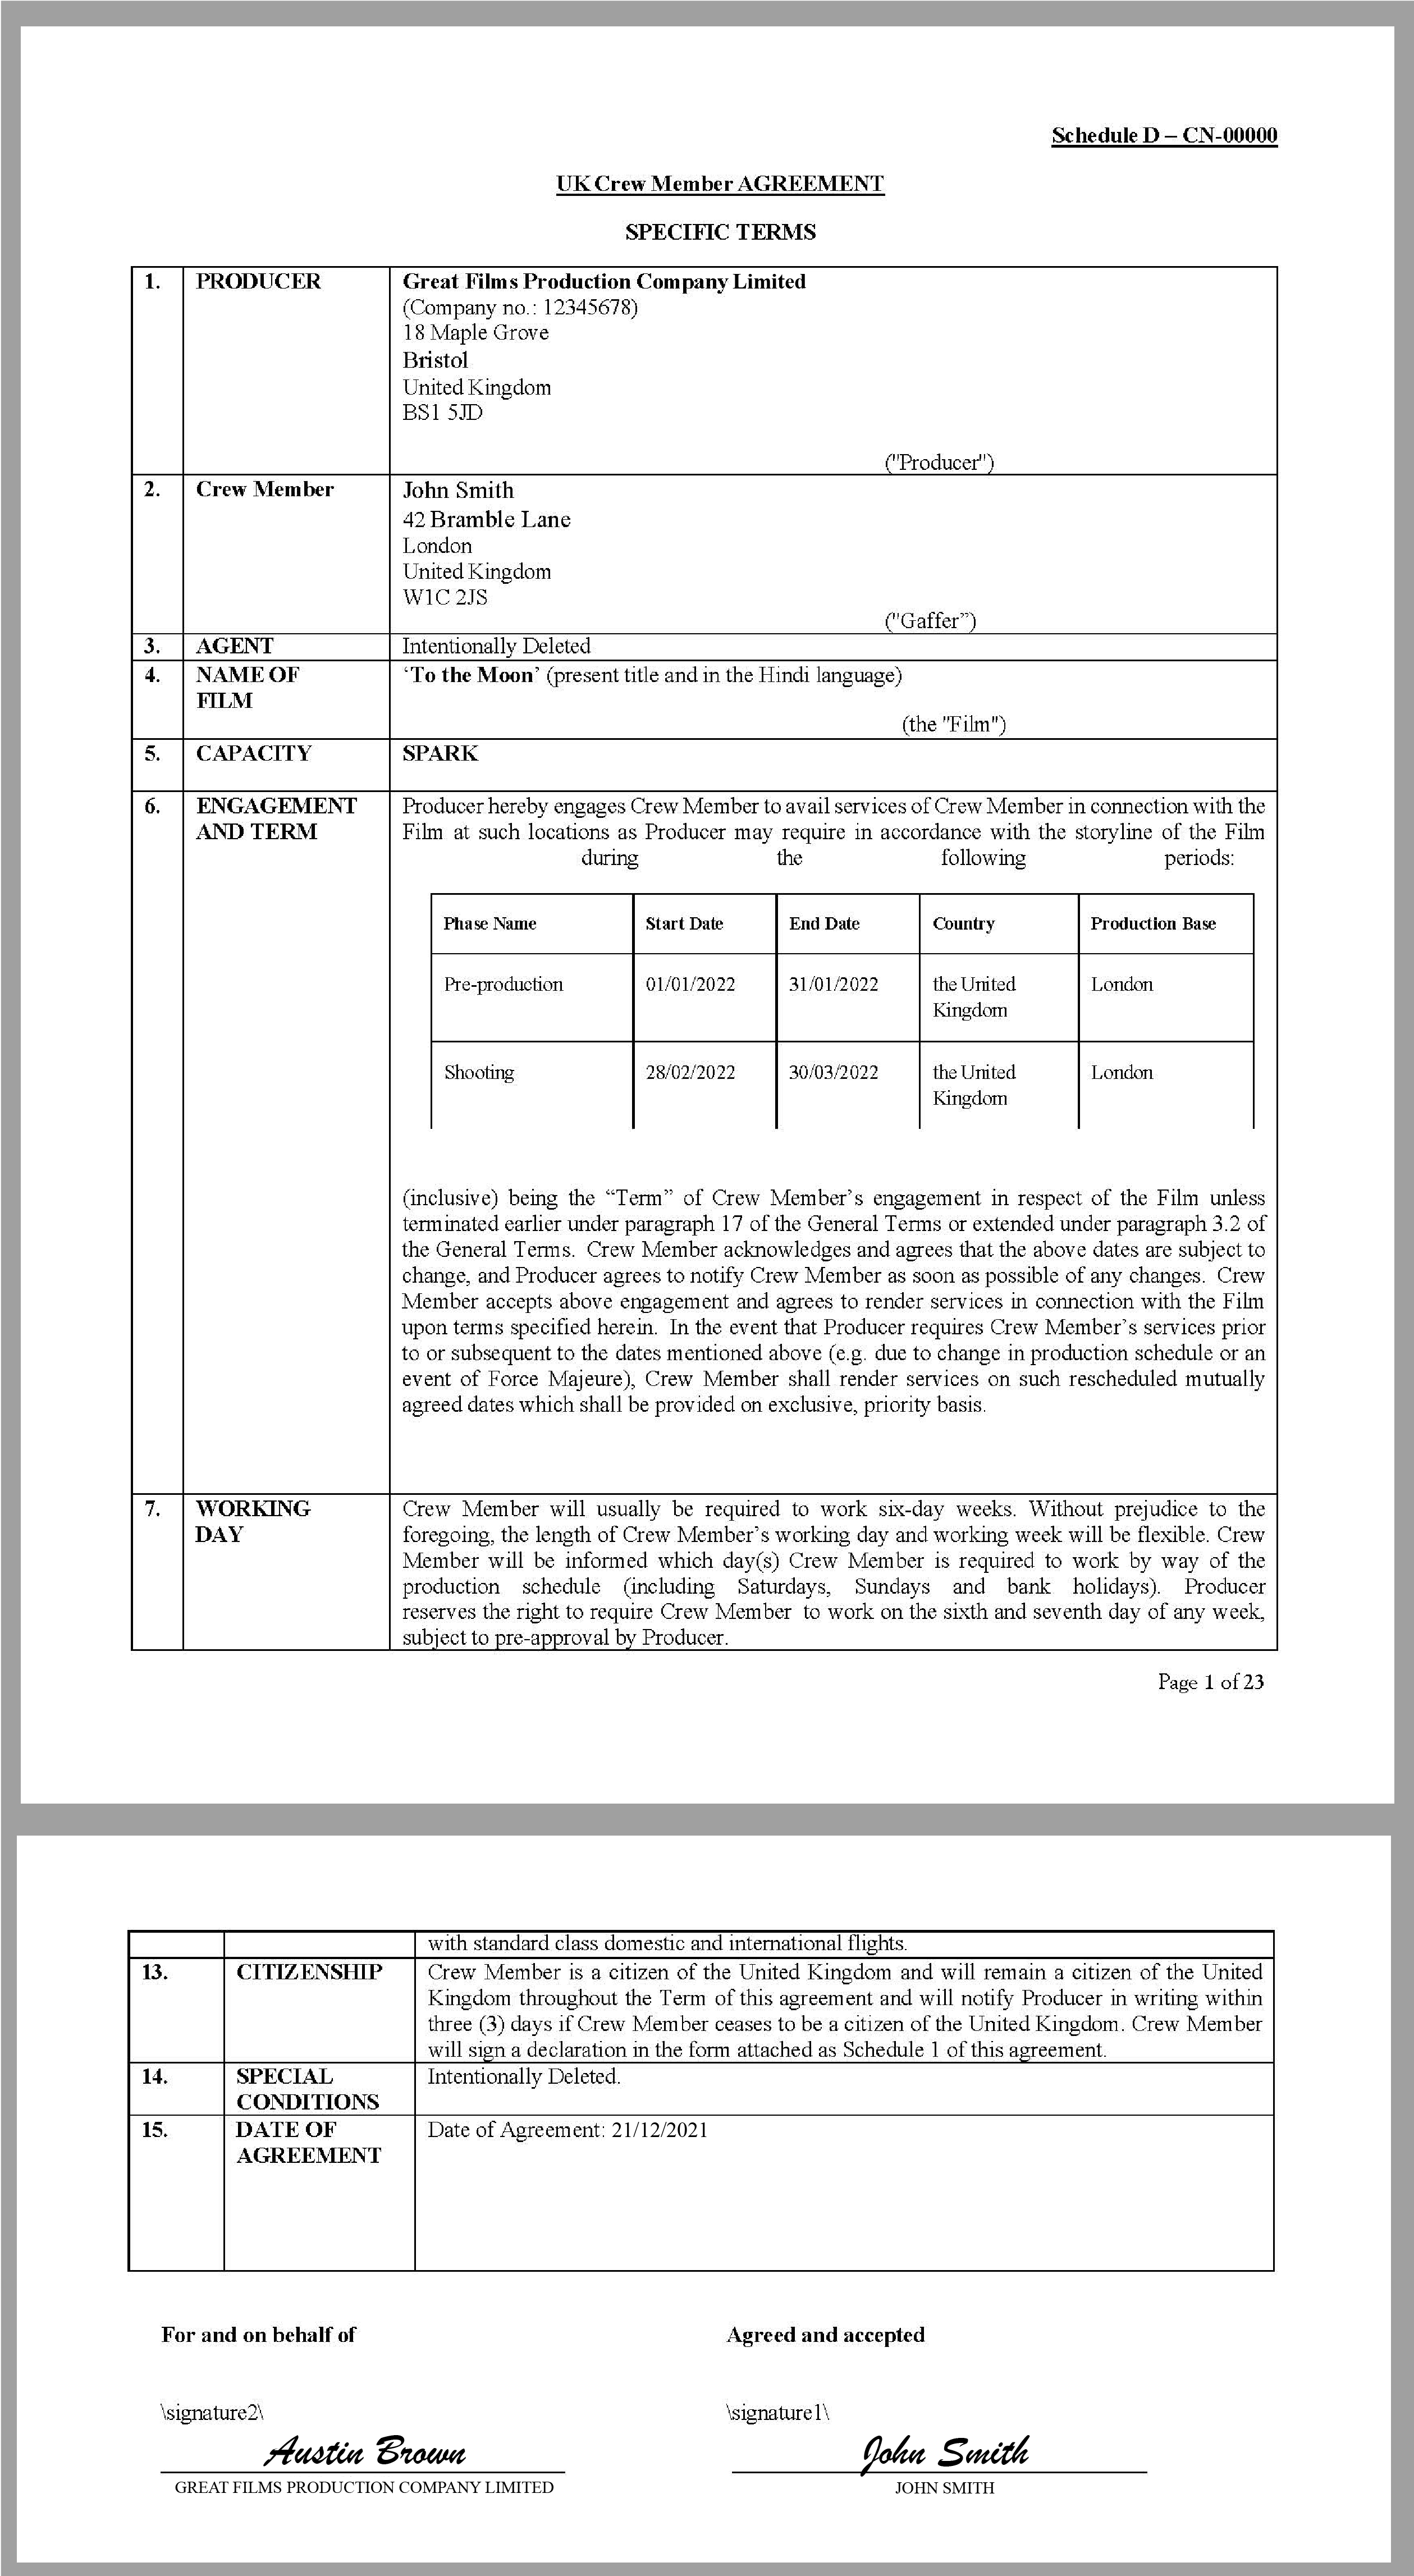 Schedule D – CN-00000
UK Crew Member AGREEMENT
SPECIFIC TERMS
1. PRODUCER Great Films Production Company Limited
(Company no.: 12345678)
18 Maple Grove
Bristol
United Kingdom
BS1 5JD
("Producer")
2. Crew Member John Smith
42 Bramble Lane
London
United Kingdom
W1C 2JS
("Gaffer”)
3. AGENT Intentionally Deleted
4. NAME OF FILM ‘To the Moon’ (present title and in the Hindi language)
(the "Film")
5. CAPACITY SPARK
6. ENGAGEMENT AND TERM Producer hereby engages Crew Member to avail services of Crew Member in connection with the
Film at such locations as Producer may require in accordance with the storyline of the Film
during the following periods:
Phase Name Start Date End Date Country Production Base
Pre-production 01/01/2022 31/01/2022 the United Kingdom London
Shooting 28/02/2022 30/03/2022 the United Kingdom London
(inclusive) being the “Term” of Crew Member’s engagement in respect of the Film unless
terminated earlier under paragraph 17 of the General Terms or extended under paragraph 3.2 of
the General Terms. Crew Member acknowledges and agrees that the above dates are subject to
change, and Producer agrees to notify Crew Member as soon as possible of any changes. Crew
Member accepts above engagement and agrees to render services in connection with the Film
upon terms specified herein. In the event that Producer requires Crew Member’s services prior
to or subsequent to the dates mentioned above (e.g. due to change in production schedule or an
event of Force Majeure), Crew Member shall render services on such rescheduled mutually
agreed dates which shall be provided on exclusive, priority basis.
7. WORKING DAY Crew Member will usually be required to work six-day weeks. Without prejudice to the
foregoing, the length of Crew Member’s working day and working week will be flexible. Crew
Member will be informed which day(s) Crew Member is required to work by way of the
production schedule (including Saturdays, Sundays and bank holidays). Producer
reserves the right to require Crew Member to work on the sixth and seventh day of any week,
subject to pre-approval by Producer.
Page 1 of 23
with standard class domestic and international flights.
13. CITIZENSHIP Crew Member is a citizen of the United Kingdom and will remain a citizen of the United
Kingdom throughout the Term of this agreement and will notify Producer in writing within
three (3) days if Crew Member ceases to be a citizen of the United Kingdom. Crew Member
will sign a declaration in the form attached as Schedule 1 of this agreement.
14. SPECIAL CONDITIONS Intentionally Deleted.
15. DATE OF AGREEMENT Date of Agreement: 21/12/2021
For and on behalf of Agreed and accepted
\signature2\ \signature1\
Austin Brown John Smith
GREAT FILMS PRODUCTION COMPANY LIMITED JOHN SMITH